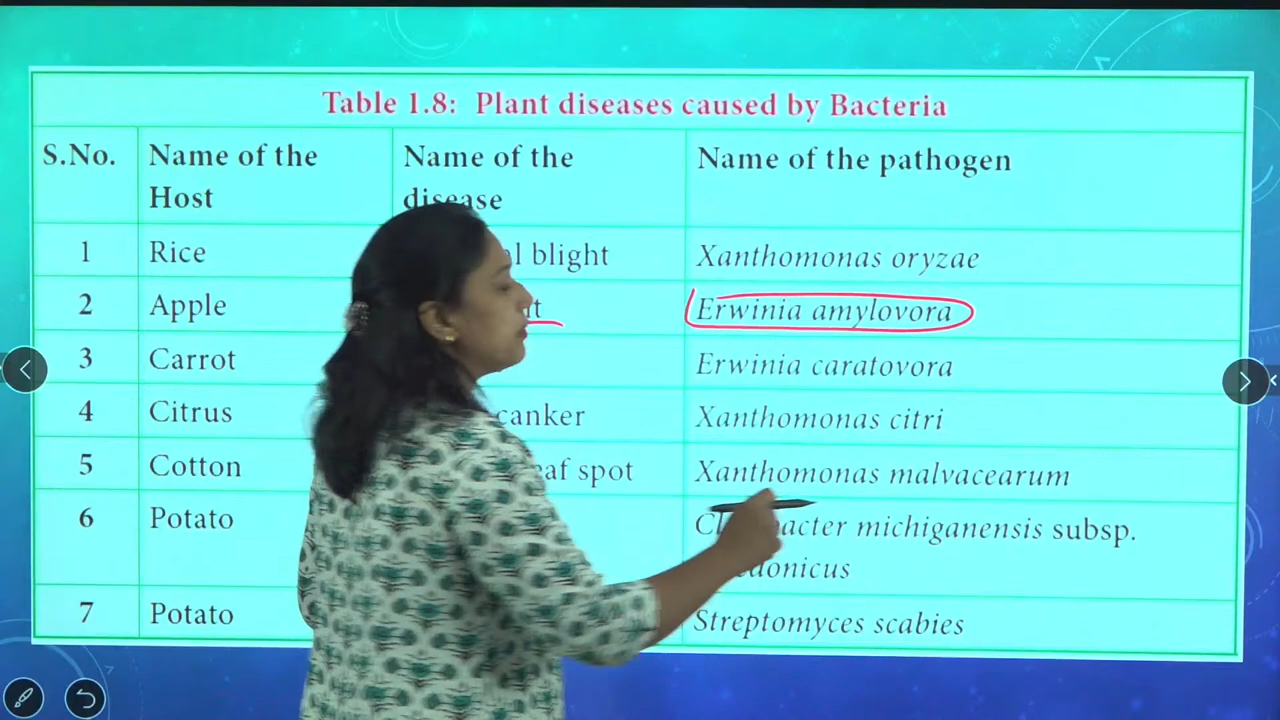 Table 1.8: Plant diseases caused by Bacteria
S.No. Name of the Host Name of the disease Name of the pathogen
1 Rice blight Xanthomonas oryzae
2 Apple Erwinia amylovora
3 Carrot Erwinia caratovora
4 Citrus canker Xanthomonas citri
5 Cotton spot Xanthomonas malvacearum
6 Potato michiganensis subsp.
7 Potato Streptomyces scabies